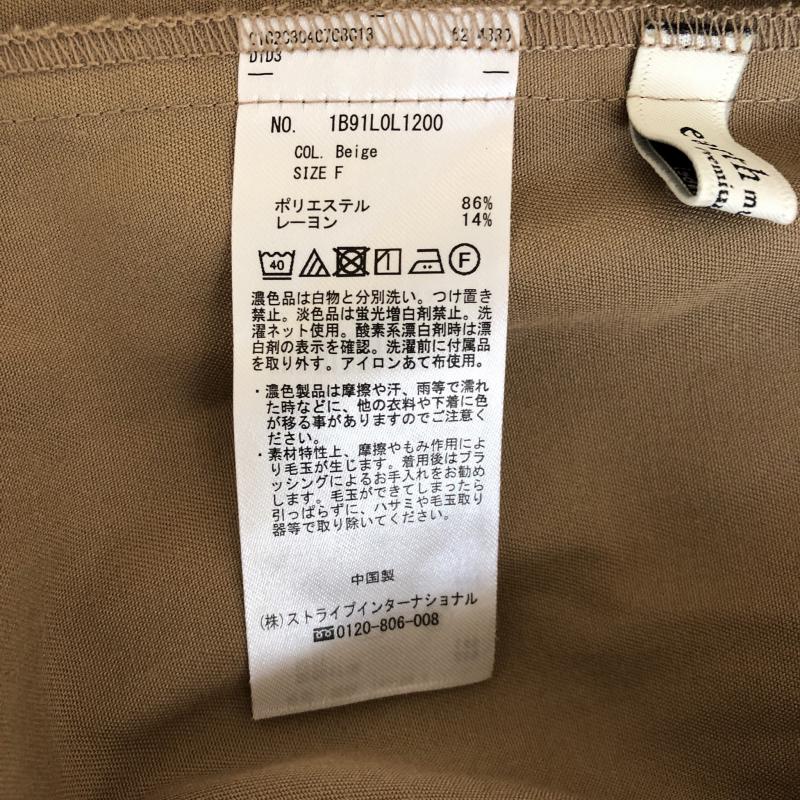 D1D3
NO. 1B91L0L1200
COL. Beige
SIZE F
ポリエステル 86%
レーヨン 14%
40
F
濃色品は白物と分別洗い。つけ置き
禁止。淡色品は蛍光増白剤禁止。洗
濯ネット使用。酸素系漂白剤時は漂
白剤の表示を確認。洗濯前に付属品
を取り外す。アイロンあて布使用。
・濃色製品は摩擦や汗、雨等で濡れ
た時などに、他の衣料や下着に色
が移る事がありますのでご注意く
ださい。
・素材特性上、摩擦やもみ作用によ
り毛玉が生じます。着用後はブラ
ッシングによるお手入れをお勧め
します。毛玉ができてしまったら
引っぱらずに、ハサミや毛玉取り
器等で取り除いてください。
中国製
(株)ストライプインターナショナル
0120-806-008
earth mu
premium